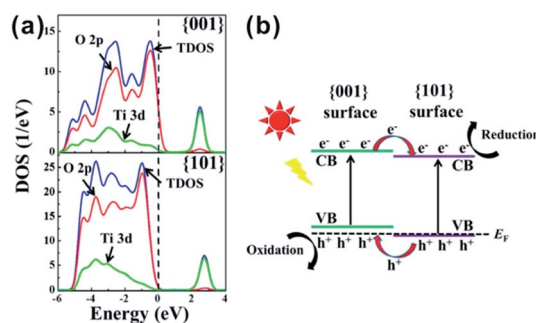 (a)
{001}
15
10
5
0
O 2p
TDOS
Ti 3d
DOS (1/eV)
{101}
25
20
15
10
5
0
O 2p
TDOS
Ti 3d
-6 -4 -2 0 2 4
Energy (eV)
(b)
{001} {101}
surface surface
e⁻
e⁻ e⁻ e⁻ e⁻ e⁻ e⁻
Reduction
CB CB
VB VB
E_F
h⁺ h⁺ h⁺ h⁺ h⁺ h⁺
Oxidation
h⁺